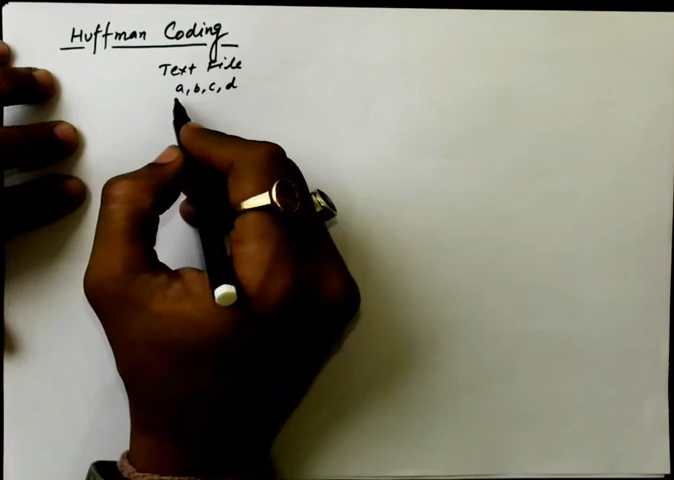 Huffman Coding
Text File
a, b, c, d